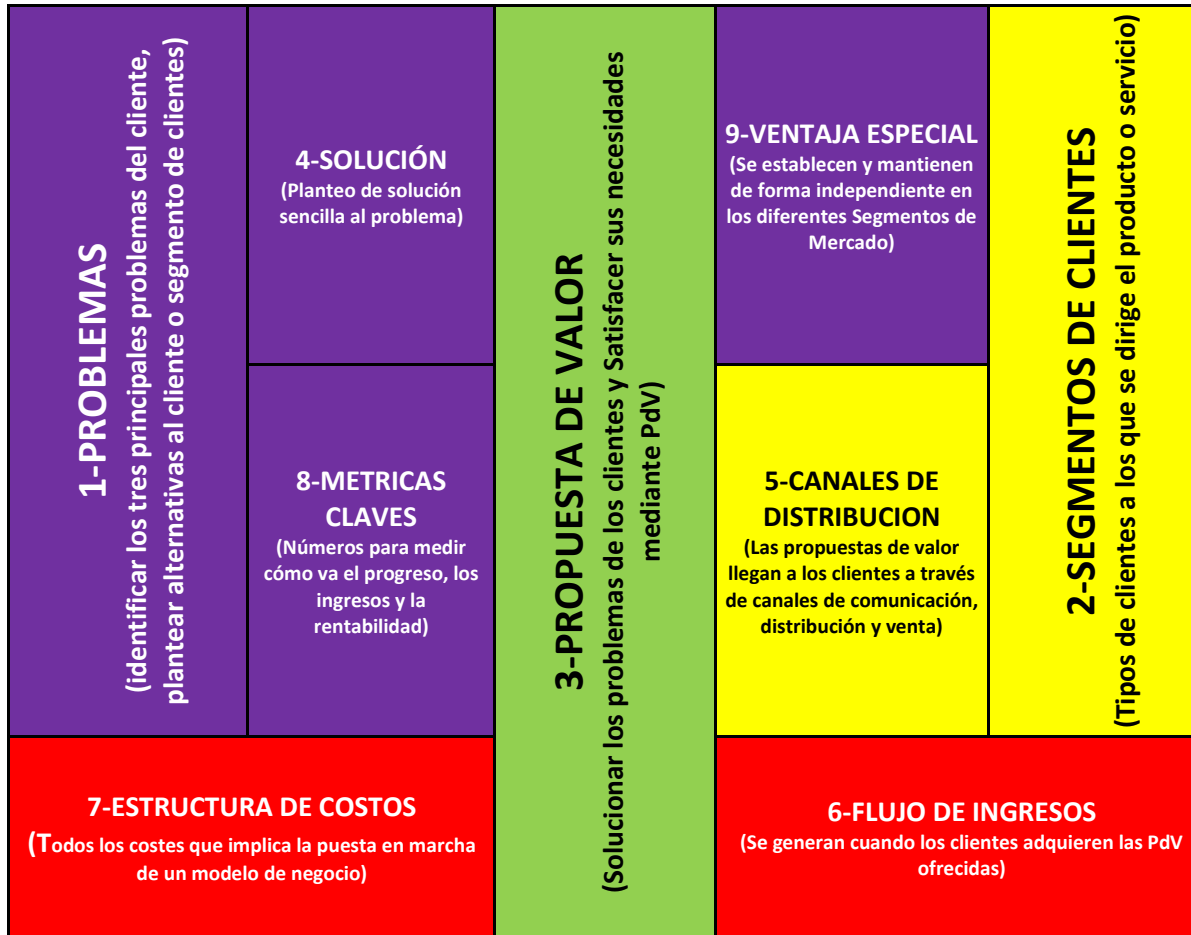 1-PROBLEMAS
(identificar los tres principales problemas del cliente,
plantear alternativas al cliente o segmento de clientes)
4-SOLUCIÓN
(Planteo de solución
sencilla al problema)
8-METRICAS
CLAVES
(Números para medir
cómo va el progreso, los
ingresos y la
rentabilidad)
3-PROPUESTA DE VALOR
(Solucionar los problemas de los clientes y Satisfacer sus necesidades
mediante PdV)
9-VENTAJA ESPECIAL
(Se establecen y mantienen
de forma independiente en
los diferentes Segmentos de
Mercado)
5-CANALES DE
DISTRIBUCION
(Las propuestas de valor
llegan a los clientes a través
de canales de comunicación,
distribución y venta)
2-SEGMENTOS DE CLIENTES
(Tipos de clientes a los que se dirige el producto o servicio)
7-ESTRUCTURA DE COSTOS
(Todos los costes que implica la puesta en marcha
de un modelo de negocio)
6-FLUJO DE INGRESOS
(Se generan cuando los clientes adquieren las PdV
ofrecidas)